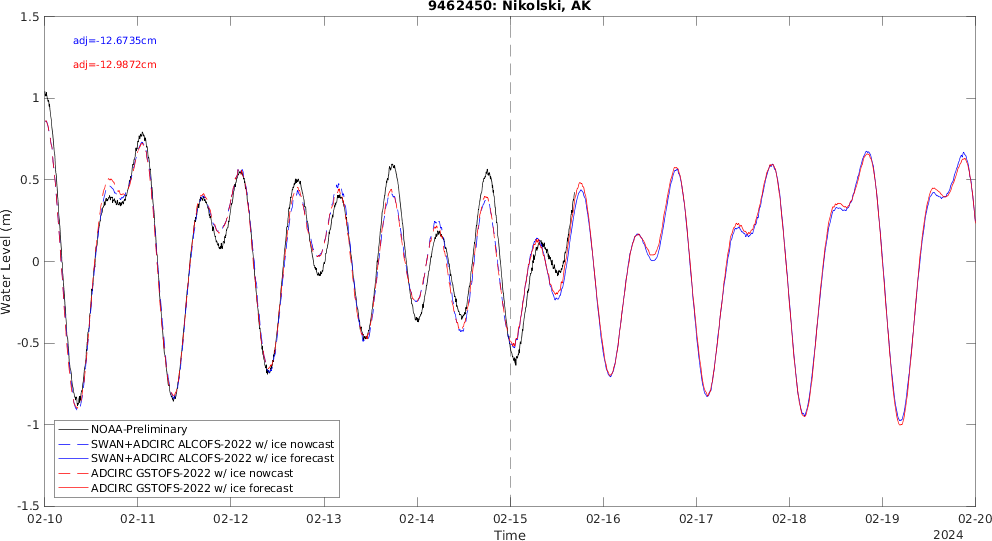 9462450: Nikolski, AK
adj=-12.6735cm
adj=-12.9872cm
1.5
1
0.5
0
-0.5
-1
-1.5
Water Level (m)
NOAA-Preliminary
SWAN+ADCIRC ALCOFS-2022 w/ ice nowcast
SWAN+ADCIRC ALCOFS-2022 w/ ice forecast
ADCIRC GSTOFS-2022 w/ ice nowcast
ADCIRC GSTOFS-2022 w/ ice forecast
02-10 02-11 02-12 02-13 02-14 02-15 02-16 02-17 02-18 02-19 02-20
Time
2024